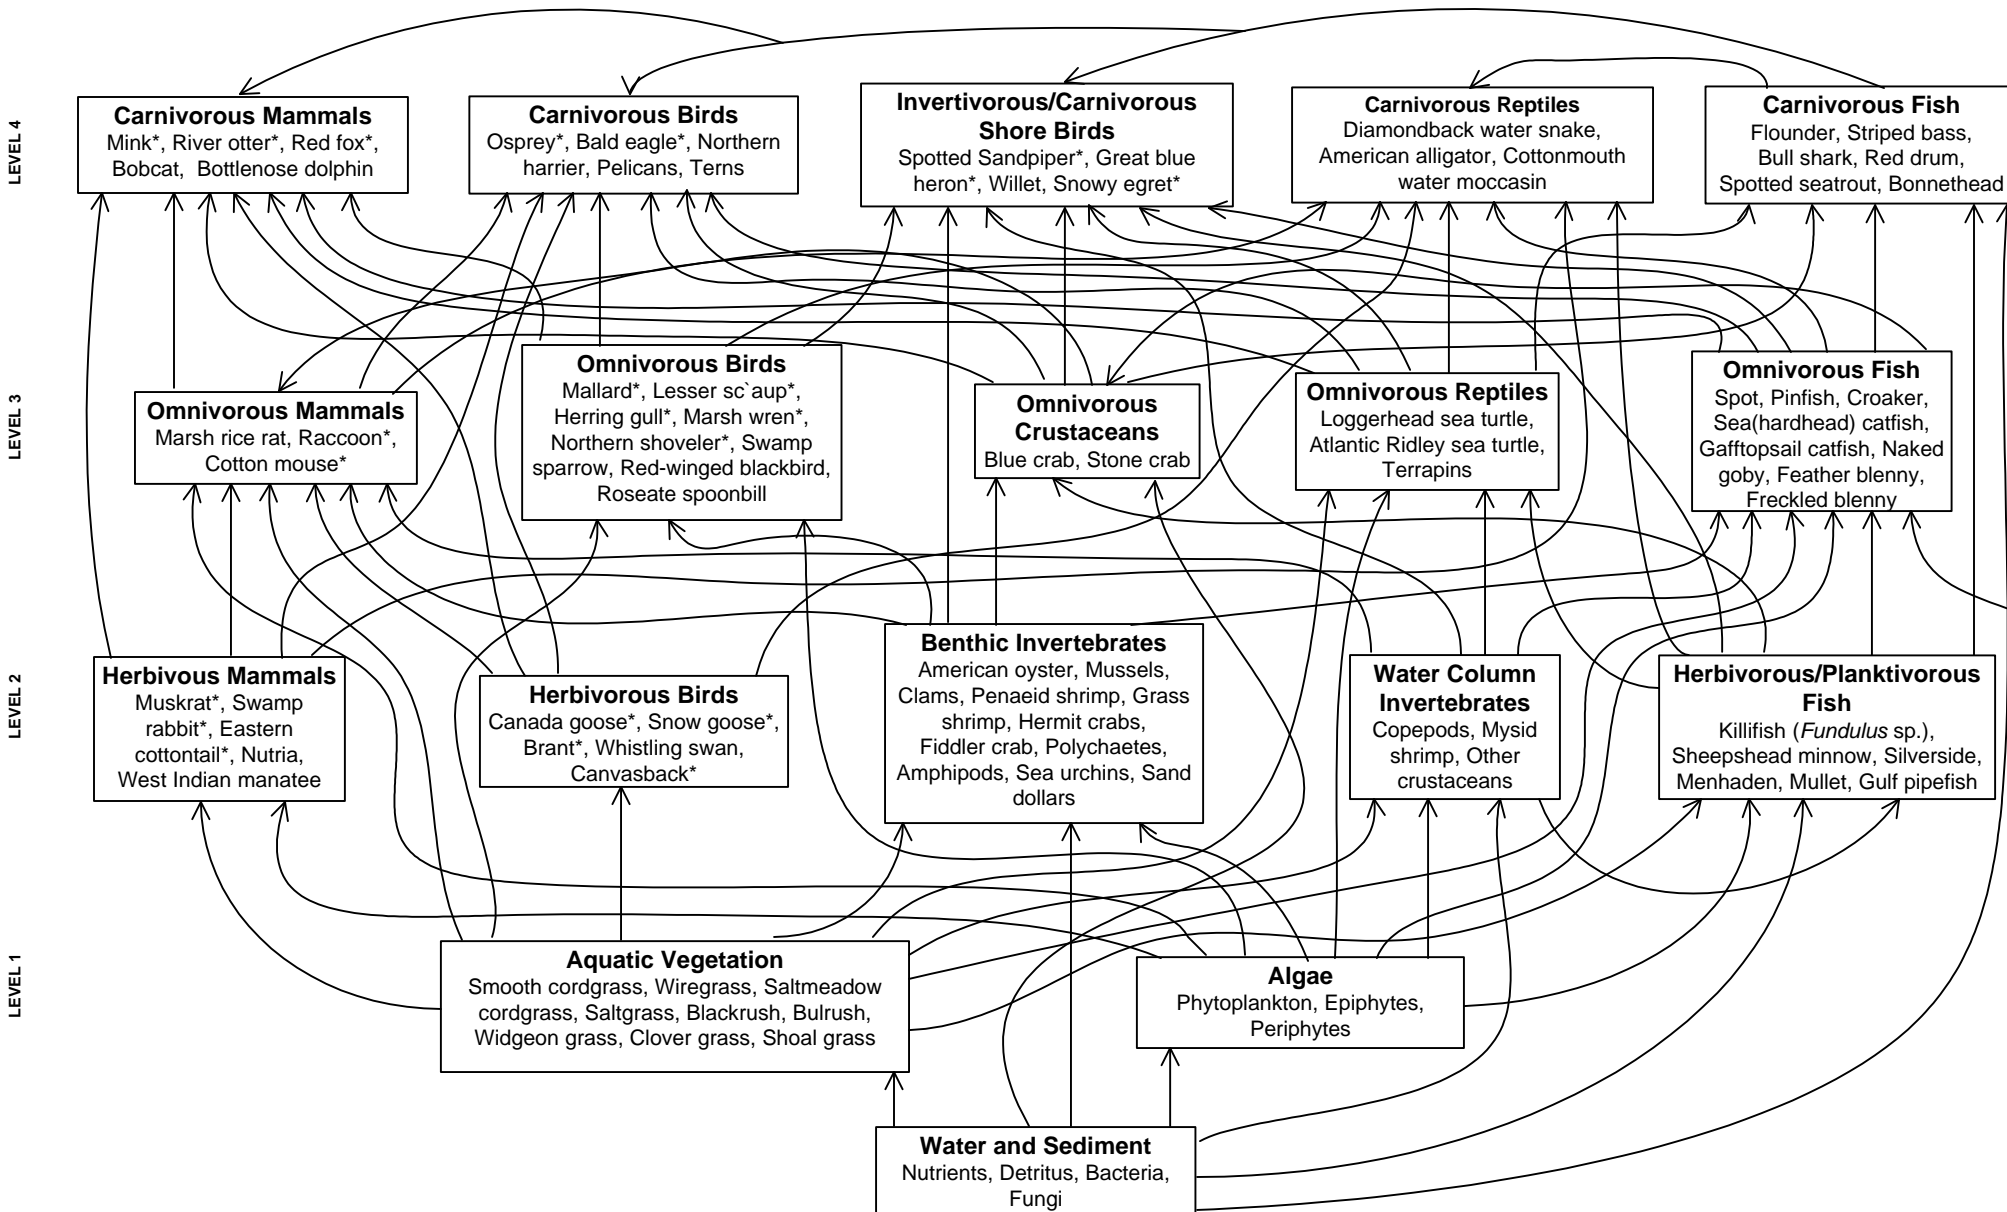 LEVEL 4
Carnivorous Mammals
Mink*, River otter*, Red fox*,
Bobcat, Bottlenose dolphin
Carnivorous Birds
Osprey*, Bald eagle*, Northern
harrier, Pelicans, Terns
Invertivorous/Carnivorous
Shore Birds
Spotted Sandpiper*, Great blue
heron*, Willet, Snowy egret*
Carnivorous Reptiles
Diamondback water snake,
American alligator, Cottonmouth
water moccasin
Carnivorous Fish
Flounder, Striped bass,
Bull shark, Red drum,
Spotted seatrout, Bonnethead
LEVEL 3
Omnivorous Mammals
Marsh rice rat, Raccoon*,
Cotton mouse*
Omnivorous Birds
Mallard*, Lesser sc`aup*,
Herring gull*, Marsh wren*,
Northern shoveler*, Swamp
sparrow, Red-winged blackbird,
Roseate spoonbill
Omnivorous
Crustaceans
Blue crab, Stone crab
Omnivorous Reptiles
Loggerhead sea turtle,
Atlantic Ridley sea turtle,
Terrapins
Omnivorous Fish
Spot, Pinfish, Croaker,
Sea(hardhead) catfish,
Gafftopsail catfish, Naked
goby, Feather blenny,
Freckled blenny
LEVEL 2
Herbivous Mammals
Muskrat*, Swamp
rabbit*, Eastern
cottontail*, Nutria,
West Indian manatee
Herbivorous Birds
Canada goose*, Snow goose*,
Brant*, Whistling swan,
Canvasback*
Benthic Invertebrates
American oyster, Mussels,
Clams, Penaeid shrimp, Grass
shrimp, Hermit crabs,
Fiddler crab, Polychaetes,
Amphipods, Sea urchins, Sand
dollars
Water Column
Invertebrates
Copepods, Mysid
shrimp, Other
crustaceans
Herbivorous/Planktivorous
Fish
Killifish (Fundulus sp.),
Sheepshead minnow, Silverside,
Menhaden, Mullet, Gulf pipefish
LEVEL 1
Aquatic Vegetation
Smooth cordgrass, Wiregrass, Saltmeadow
cordgrass, Saltgrass, Blackrush, Bulrush,
Widgeon grass, Clover grass, Shoal grass
Algae
Phytoplankton, Epiphytes,
Periphytes
Water and Sediment
Nutrients, Detritus, Bacteria,
Fungi